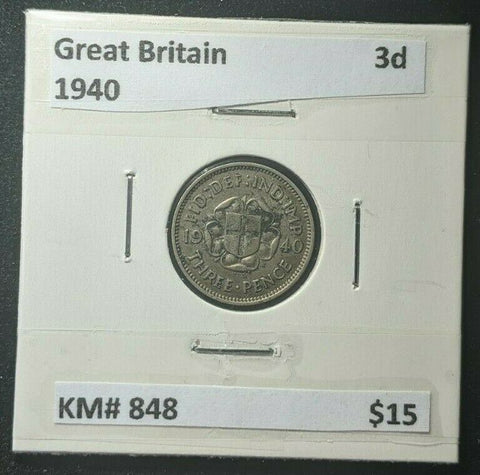 Great Britain 3d
1940
FID:DEF:IND:IMP
19 40
THREE·PENCE
KM# 848 $15